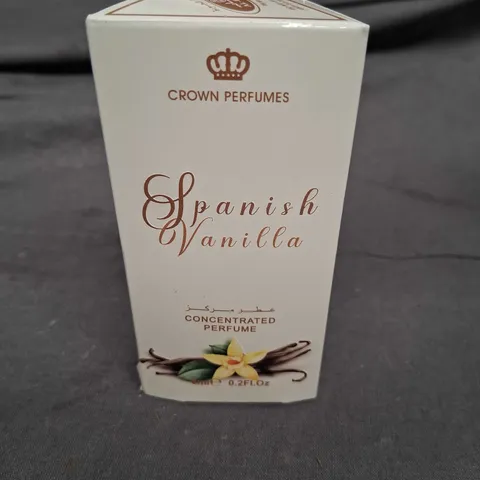 CROWN PERFUMES
Spanish
Vanilla
عطر مركز
CONCENTRATED
PERFUME
0.2Fl.Oz